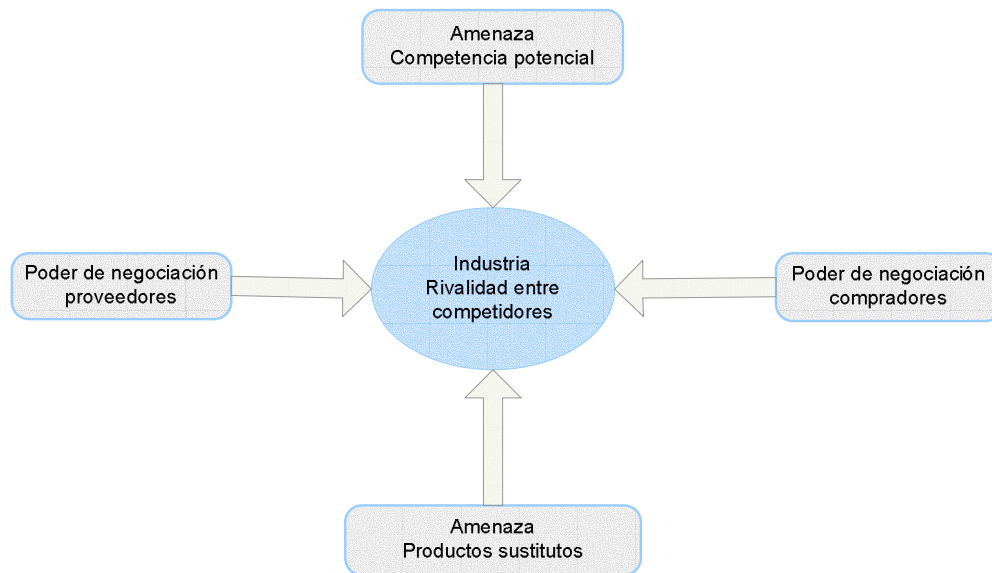 Amenaza
Competencia potencial
Poder de negociación
proveedores
Industria
Rivalidad entre
competidores
Poder de negociación
compradores
Amenaza
Productos sustitutos